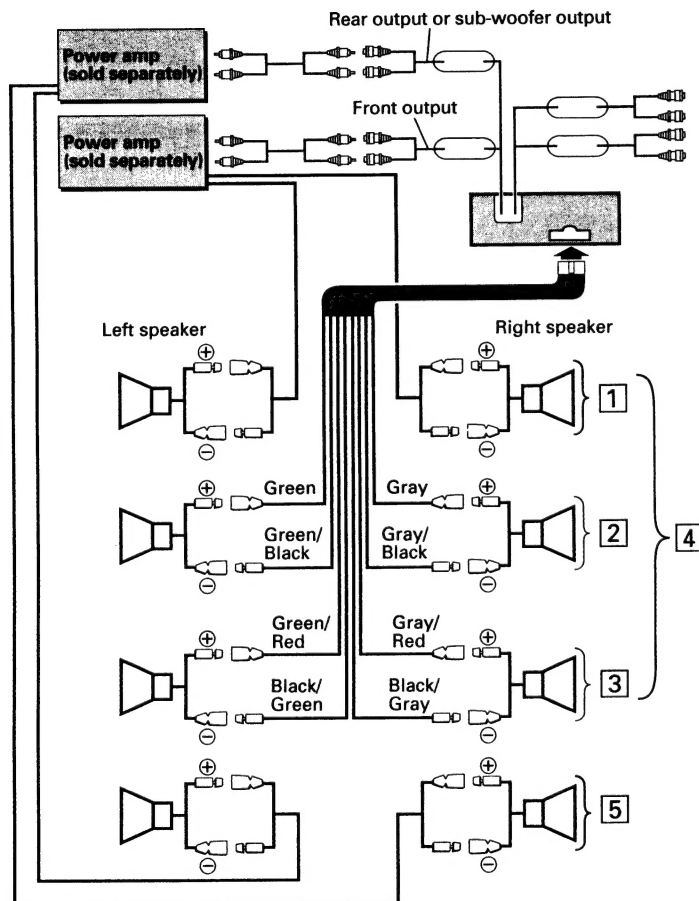 Rear output or sub-woofer output
Power amp
(sold separately)
Front output
Power amp
(sold separately)
Left speaker
Right speaker
⊕
⊕
1
⊖
⊖
4
⊕
Green
Gray
⊕
2
Green/
Black
Gray/
Black
⊖
⊖
Green/
Red
Gray/
Red
⊕
⊕
3
Black/
Green
Black/
Gray
⊖
⊖
⊕
⊕
5
⊖
⊖